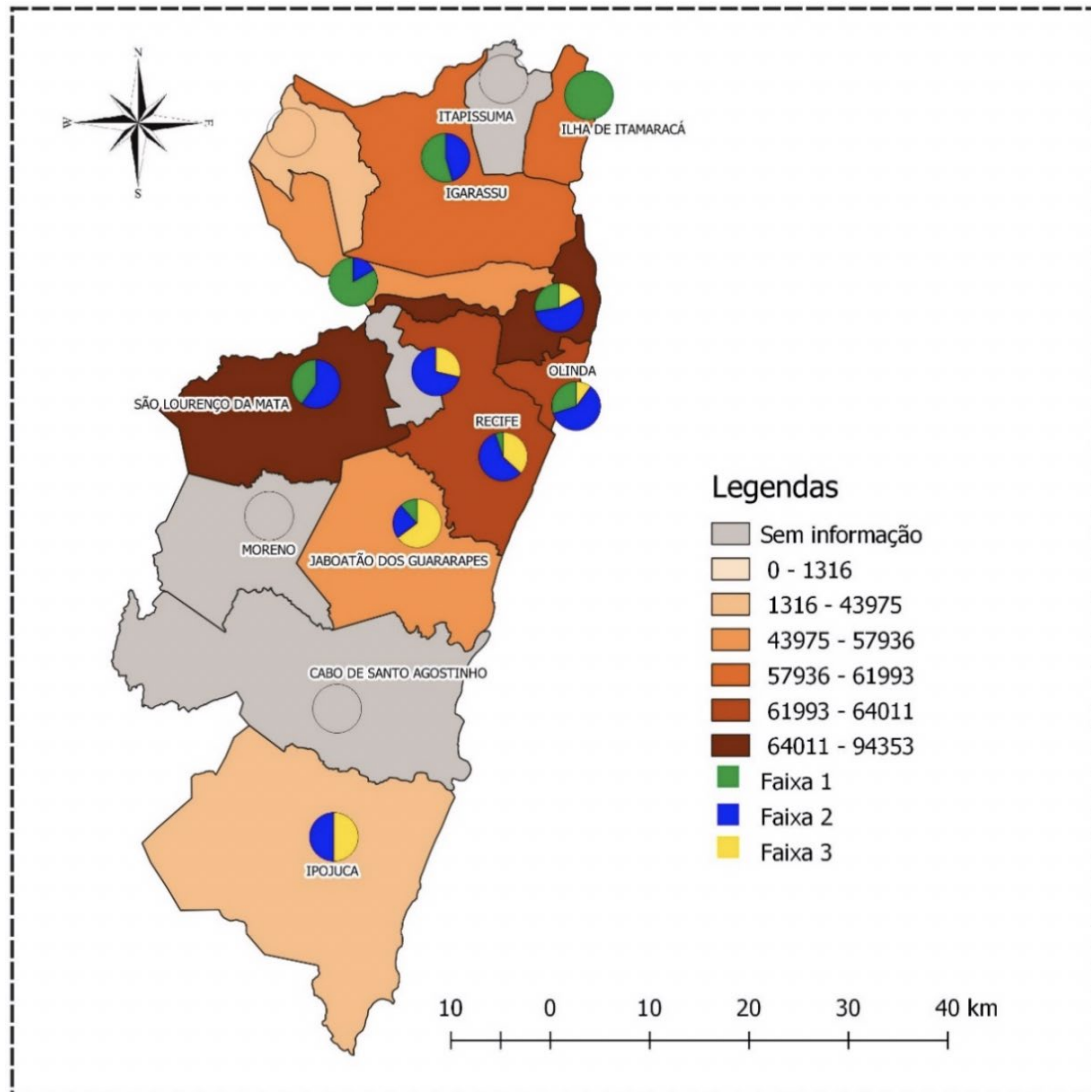 N
W
E
S
ITAPISSUMA
ILHA DE ITAMARACÁ
IGARASSU
OLINDA
SÃO LOURENÇO DA MATA
RECIFE
MORENO
JABOATÃO DOS GUARARAPES
CABO DE SANTO AGOSTINHO
IPOJUCA
Legendas
Sem informação
0 - 1316
1316 - 43975
43975 - 57936
57936 - 61993
61993 - 64011
64011 - 94353
Faixa 1
Faixa 2
Faixa 3
10 0 10 20 30 40 km